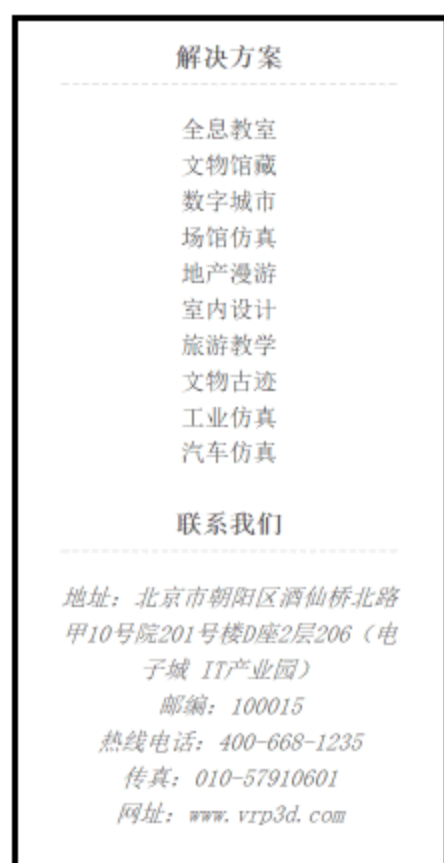 解决方案
全息教室
文物馆藏
数字城市
场馆仿真
地产漫游
室内设计
旅游教学
文物古迹
工业仿真
汽车仿真
联系我们
地址：北京市朝阳区酒仙桥北路
甲10号院201号楼D座2层206（电
子城 IT产业园）
邮编：100015
热线电话：400-668-1235
传真：010-57910601
网址：www.vrp3d.com